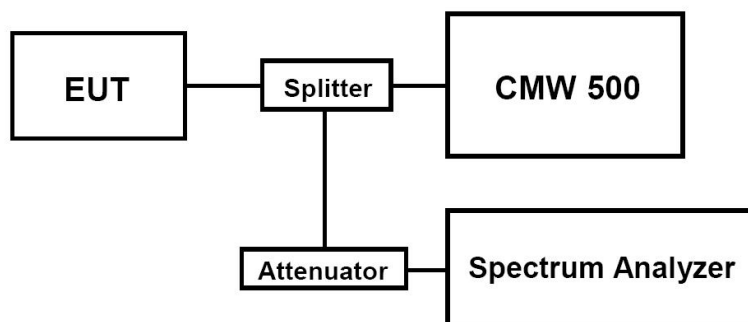 EUT
Splitter
CMW 500
Attenuator
Spectrum Analyzer